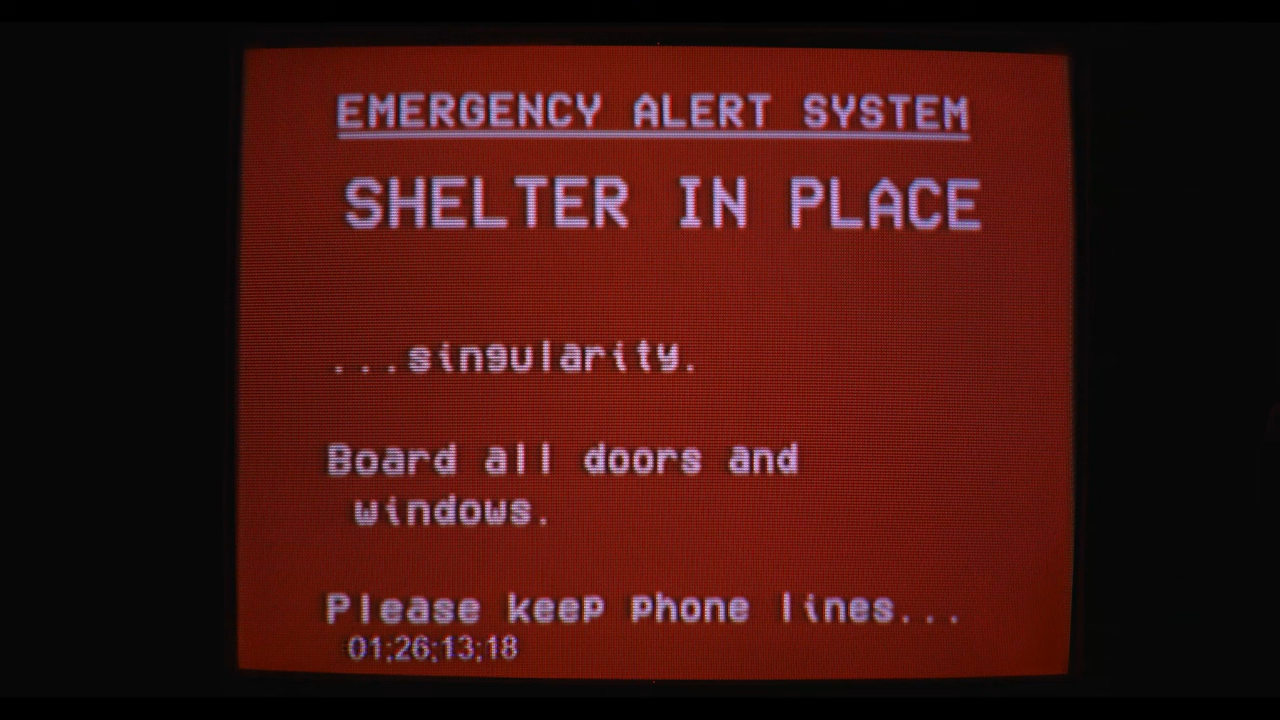 EMERGENCY ALERT SYSTEM
SHELTER IN PLACE
...singularity.
Board all doors and
windows.
Please keep phone lines...
01;26;13;18